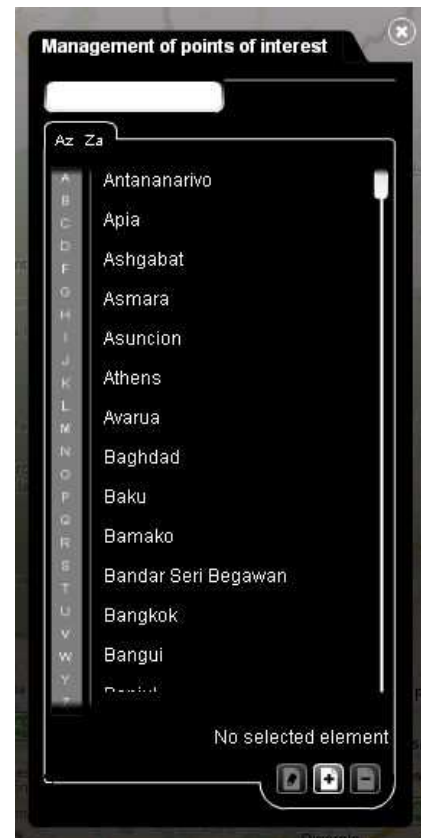 Management of points of interest
Az Za
A
B
C
D
F
G
H
I
J
K
L
M
N
O
P
Q
R
S
T
U
V
W
Y
Z
Antananarivo
Apia
Ashgabat
Asmara
Asuncion
Athens
Avarua
Baghdad
Baku
Bamako
Bandar Seri Begawan
Bangkok
Bangui
No selected element